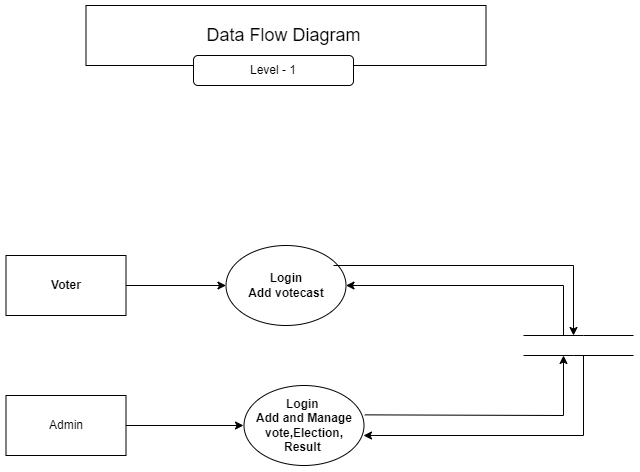 Data Flow Diagram
Level - 1
Voter
Login
Add votecast
Admin
Login
Add and Manage
vote,Election,
Result